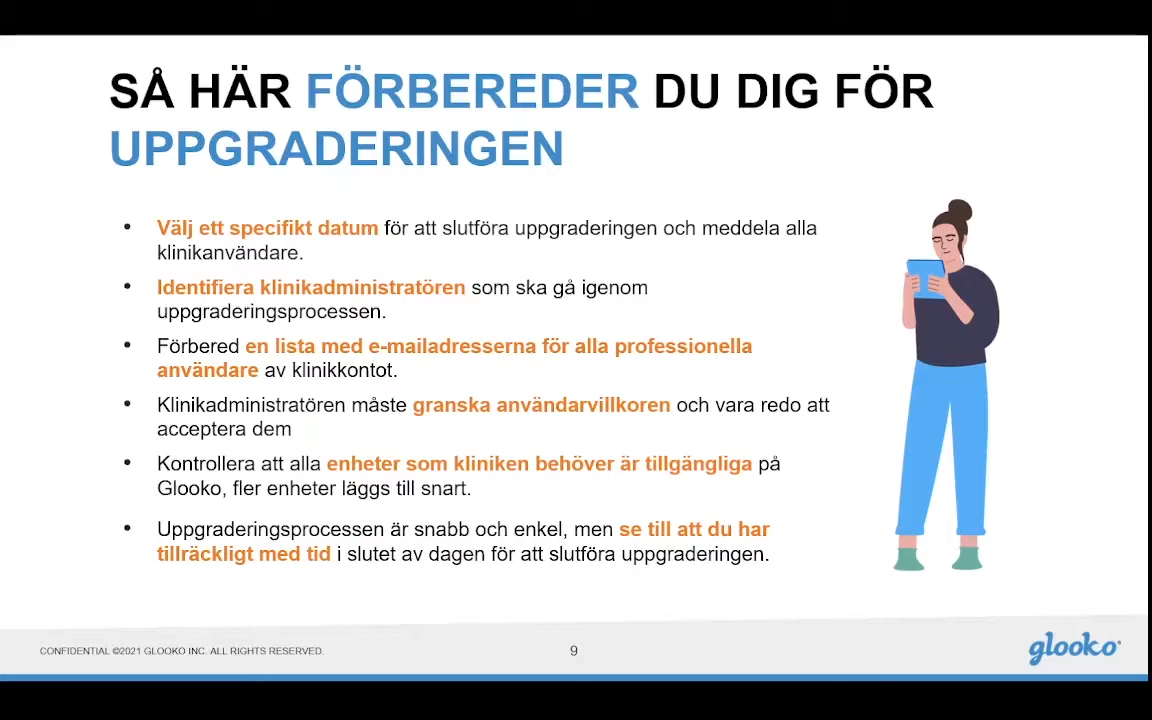 SÅ HÄR FÖRBEREDER DU DIG FÖR
UPPGRADERINGEN
• Välj ett specifikt datum för att slutföra uppgraderingen och meddela alla
klinikanvändare.
• Identifiera klinikadministratören som ska gå igenom
uppgraderingsprocessen.
• Förbered en lista med e-mailadresserna för alla professionella
användare av klinikkontot.
• Klinikadministratören måste granska användarvillkoren och vara redo att
acceptera dem
• Kontrollera att alla enheter som kliniken behöver är tillgängliga på
Glooko, fler enheter läggs till snart.
• Uppgraderingsprocessen är snabb och enkel, men se till att du har
tillräckligt med tid i slutet av dagen för att slutföra uppgraderingen.
CONFIDENTIAL ©2021 GLOOKO INC. ALL RIGHTS RESERVED.
9
glooko